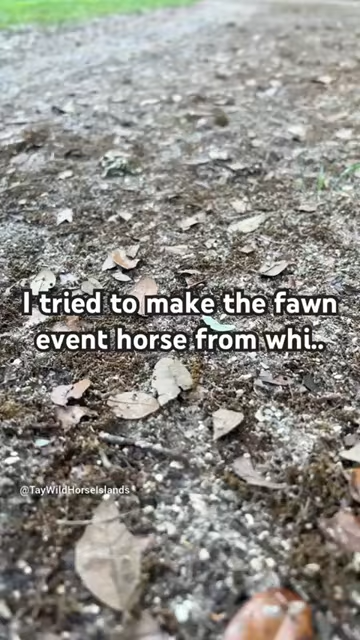 I tried to make the fawn
event horse from whi..
@TayWildHorseIslands